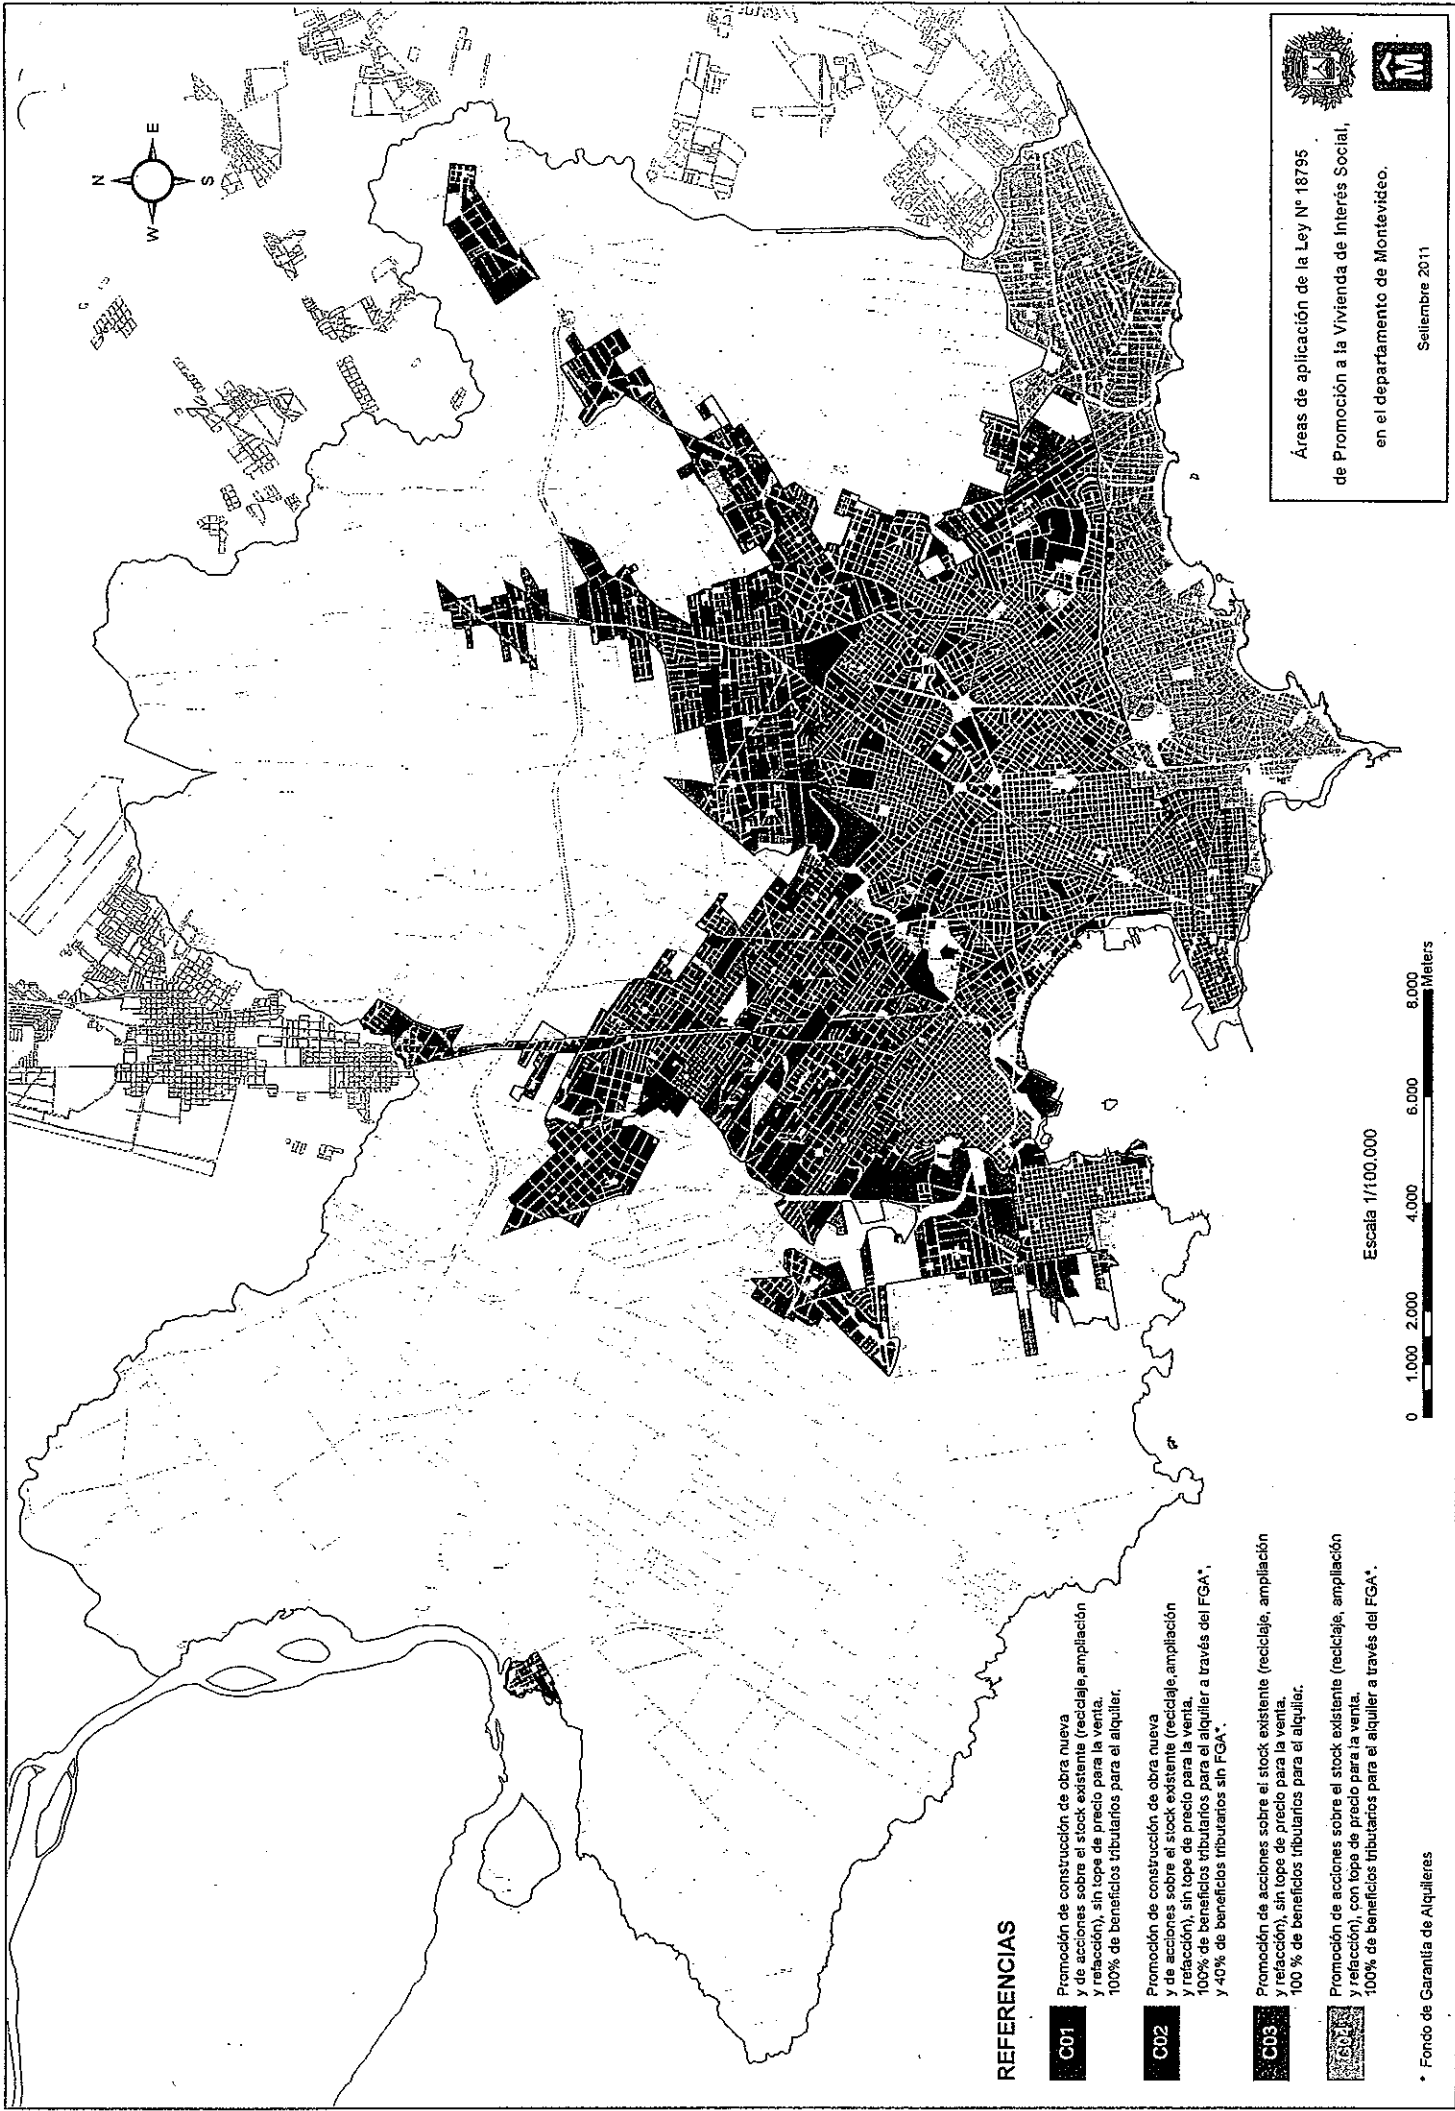 N
W
E
S
Áreas de aplicación de la Ley Nº 18795
de Promoción a la Vivienda de Interés Social,
en el departamento de Montevideo.
Setiembre 2011
M
Escala 1/100.000
0 1.000 2.000 4.000 6.000 8.000
Meters
REFERENCIAS
C01
Promoción de construcción de obra nueva
y de acciones sobre el stock existente (reciclaje,ampliación
y refacción), sin tope de precio para la venta.
100% de beneficios tributarios para el alquiler.
C02
Promoción de construcción de obra nueva
y de acciones sobre el stock existente (reciclaje,ampliación
y refacción), sin tope de precio para la venta.
100% de beneficios tributarios para el alquiler a través del FGA*,
y 40% de beneficios tributarios sin FGA*.
C03
Promoción de acciones sobre el stock existente (reciclaje, ampliación
y refacción), sin tope de precio para la venta.
100 % de beneficios tributarios para el alquiler.
C04
Promoción de acciones sobre el stock existente (reciclaje, ampliación
y refacción), con tope de precio para la venta.
100% de beneficios tributarios para el alquiler a través del FGA*.
* Fondo de Garantía de Alquileres